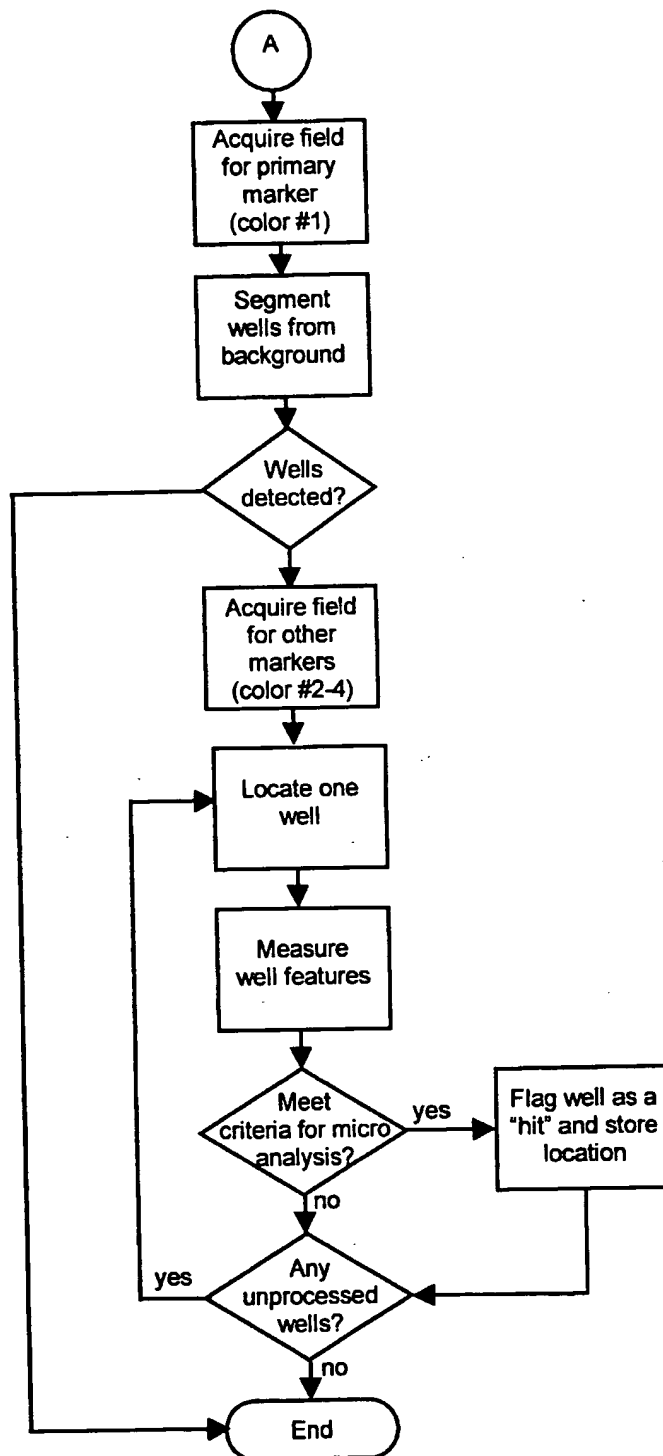 A
Acquire field
for primary
marker
(color #1)
Segment
wells from
background
Wells
detected?
Acquire field
for other
markers
(color #2-4)
Locate one
well
Measure
well features
Meet
criteria for micro
analysis?
yes
Flag well as a
“hit” and store
location
no
Any
unprocessed
wells?
yes
no
End